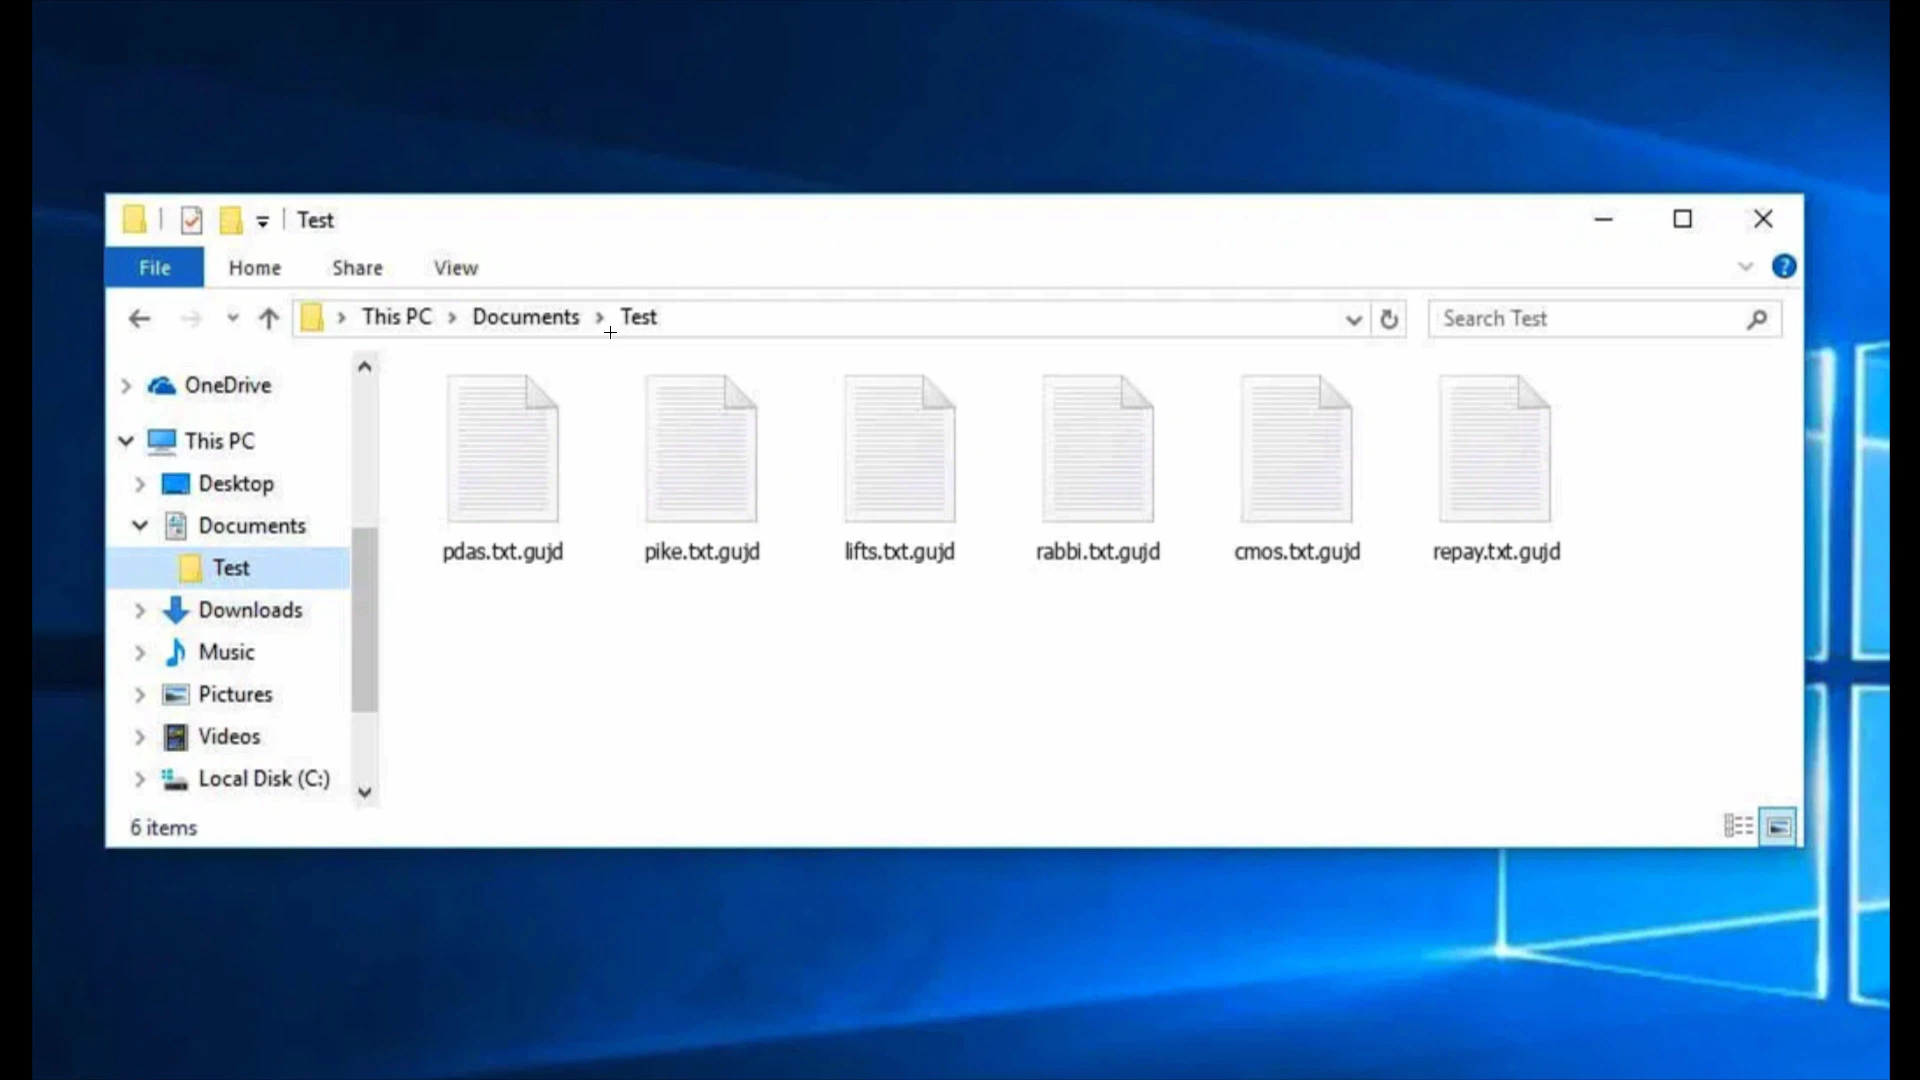 Test
File Home Share View
This PC Documents Test
Search Test
OneDrive
This PC
Desktop
Documents
Test
Downloads
Music
Pictures
Videos
Local Disk (C:)
pdas.txt.gujd pike.txt.gujd lifts.txt.gujd rabbi.txt.gujd cmos.txt.gujd repay.txt.gujd
6 items